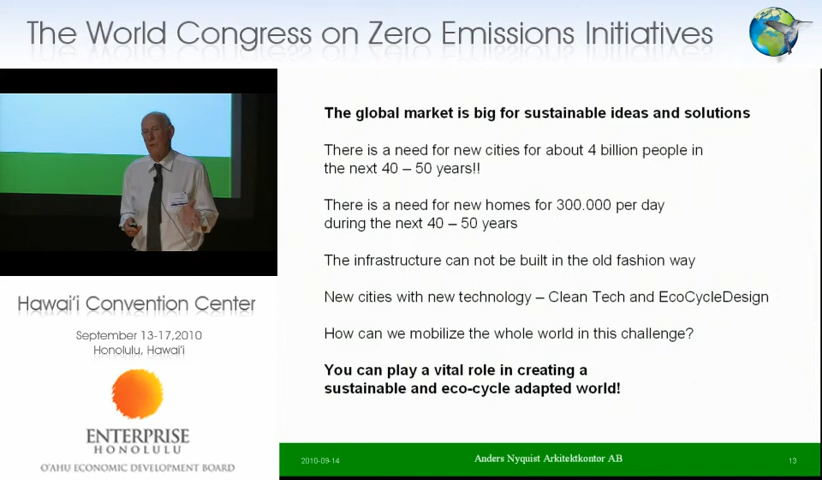 The World Congress on Zero Emissions Initiatives
The global market is big for sustainable ideas and solutions
There is a need for new cities for about 4 billion people in
the next 40 – 50 years!!
There is a need for new homes for 300.000 per day
during the next 40 – 50 years
The infrastructure can not be built in the old fashion way
New cities with new technology – Clean Tech and EcoCycleDesign
How can we mobilize the whole world in this challenge?
You can play a vital role in creating a
sustainable and eco-cycle adapted world!
Hawai'i Convention Center
September 13-17,2010
Honolulu, Hawai'i
ENTERPRISE
HONOLULU
O'AHU ECONOMIC DEVELOPMENT BOARD
2010-09-14
Anders Nyquist Arkitektkontor AB
13